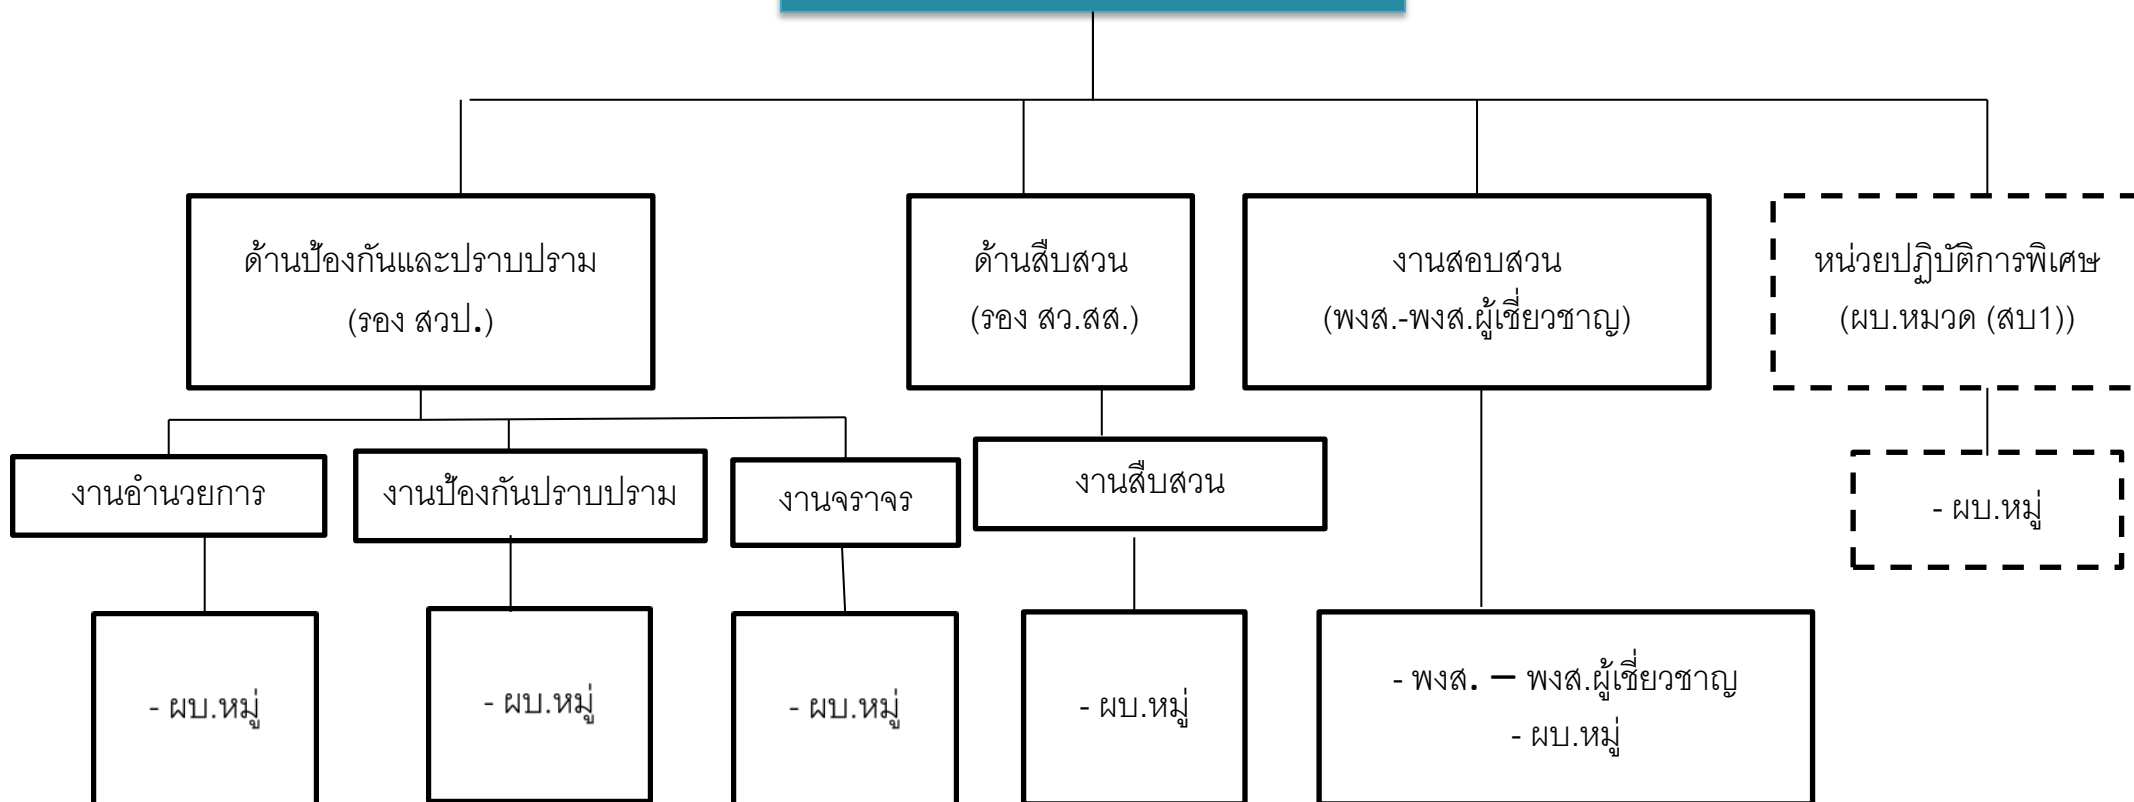 ด้านป้องกันและปราบปราม
(รอง สวป.)
ด้านสืบสวน
(รอง สว.สส.)
งานสอบสวน
(พงส.-พงส.ผู้เชี่ยวชาญ)
หน่วยปฏิบัติการพิเศษ
(ผบ.หมวด (สบ1))
งานอำนวยการ
งานป้องกันปราบปราม
งานจราจร
งานสืบสวน
- ผบ.หมู่
- ผบ.หมู่
- ผบ.หมู่
- ผบ.หมู่
- ผบ.หมู่
- พงส. – พงส.ผู้เชี่ยวชาญ
- ผบ.หมู่